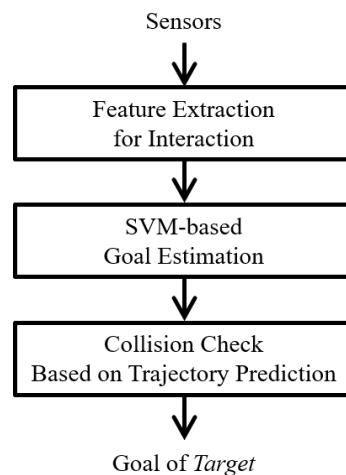 Sensors
Feature Extraction
for Interaction
SVM-based
Goal Estimation
Collision Check
Based on Trajectory Prediction
Goal of Target